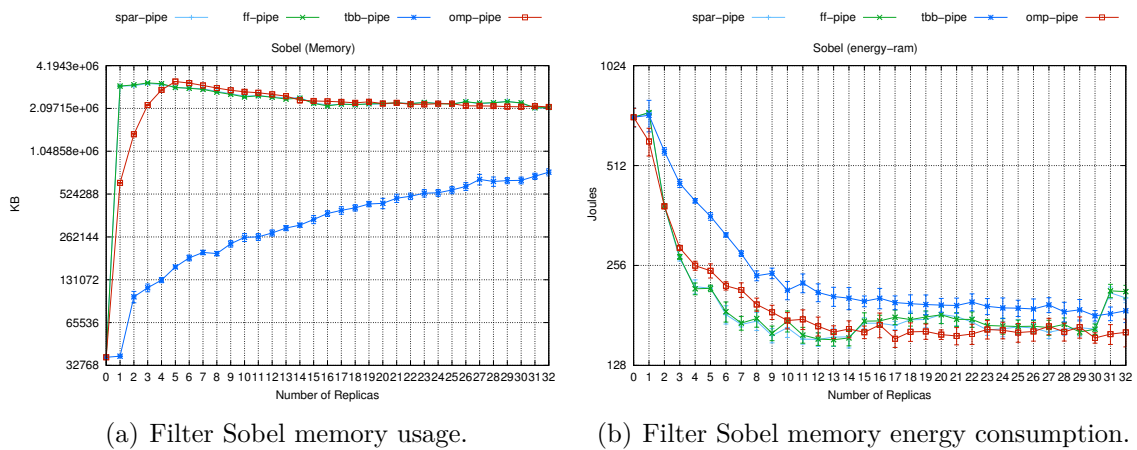 spar-pipe ff-pipe tbb-pipe omp-pipe
Sobel (Memory)
4.1943e+06
2.09715e+06
1.04858e+06
524288
262144
131072
65536
32768
KB
0 1 2 3 4 5 6 7 8 9 10 11 12 13 14 15 16 17 18 19 20 21 22 23 24 25 26 27 28 29 30 31 32
Number of Replicas
(a) Filter Sobel memory usage.
spar-pipe ff-pipe tbb-pipe omp-pipe
Sobel (energy-ram)
1024
512
256
128
Joules
0 1 2 3 4 5 6 7 8 9 10 11 12 13 14 15 16 17 18 19 20 21 22 23 24 25 26 27 28 29 30 31 32
Number of Replicas
(b) Filter Sobel memory energy consumption.